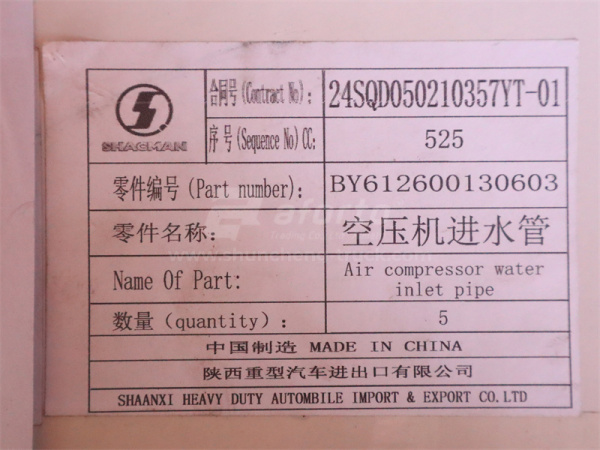 合同号(Contract No): 24SQD050210357YT-01
SHACMAN
序号(Sequence No)CC: 525
零件编号(Part number): BY612600130603
零件名称: 空压机进水管
Name Of Part: Air compressor water
inlet pipe
数量(quantity): 5
中国制造 MADE IN CHINA
陕西重型汽车进出口有限公司
SHAANXI HEAVY DUTY AUTOMBILE IMPORT & EXPORT CO.LTD